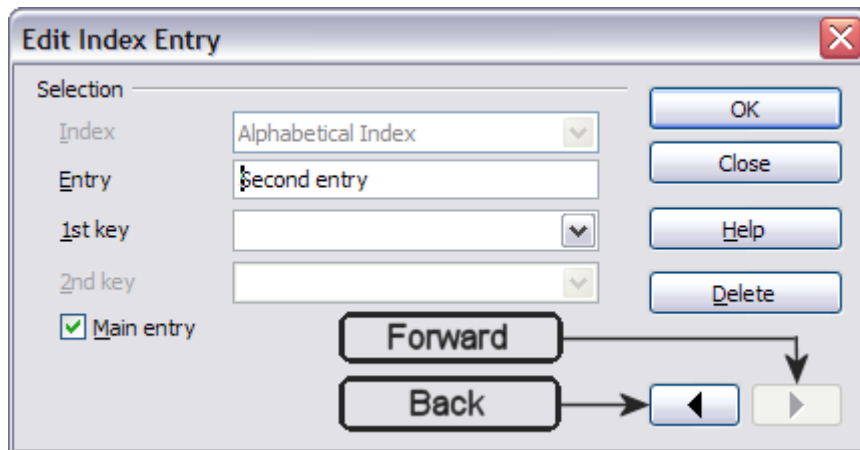 Edit Index Entry
Selection
Index Alphabetical Index
OK
Entry Second entry
Close
1st key
Help
2nd key
Delete
Main entry
Forward
Back